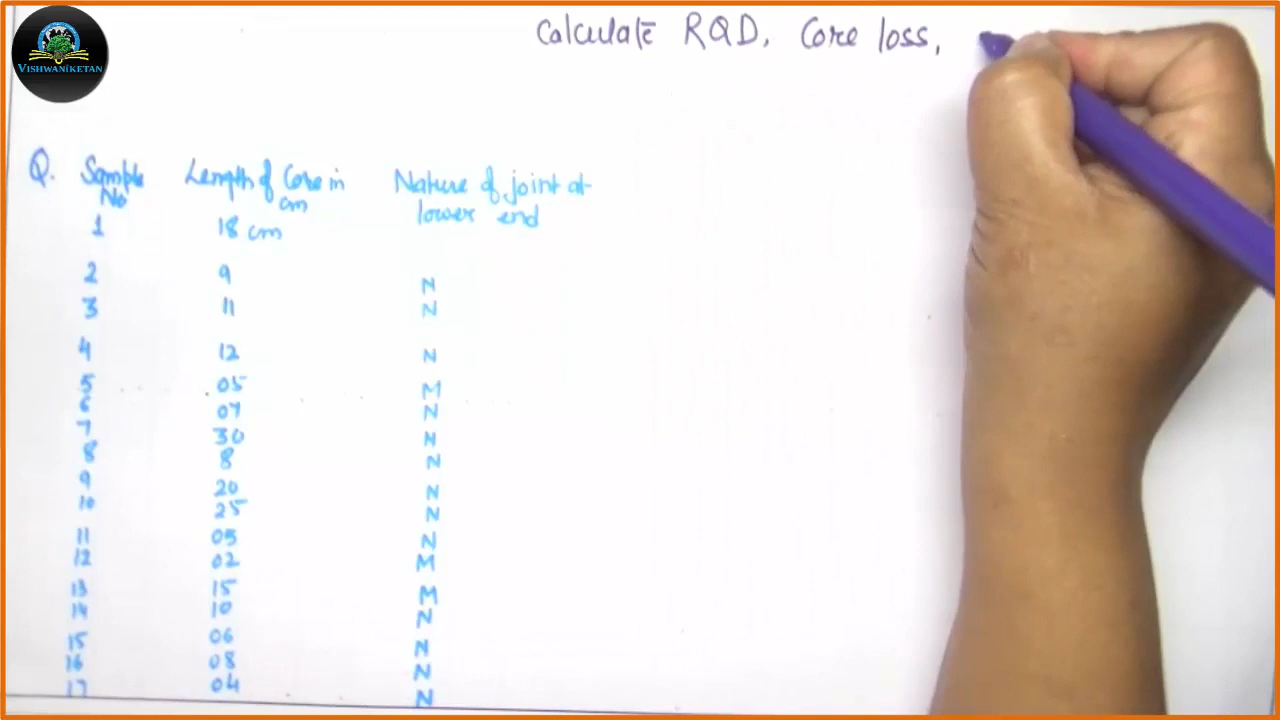 VISHWANIKETAN
Calculate RQD, Core loss,
Q. Sample No Length of Core in cm Nature of joint at lower end
1 18 cm
2 9 N
3 11 N
4 12 N
5 05 M
6 07 N
7 30 N
8 8 N
9 20 N
10 25 N
11 05 N
12 02 M
13 15 M
14 10 N
15 06 N
16 08 N
17 04 N